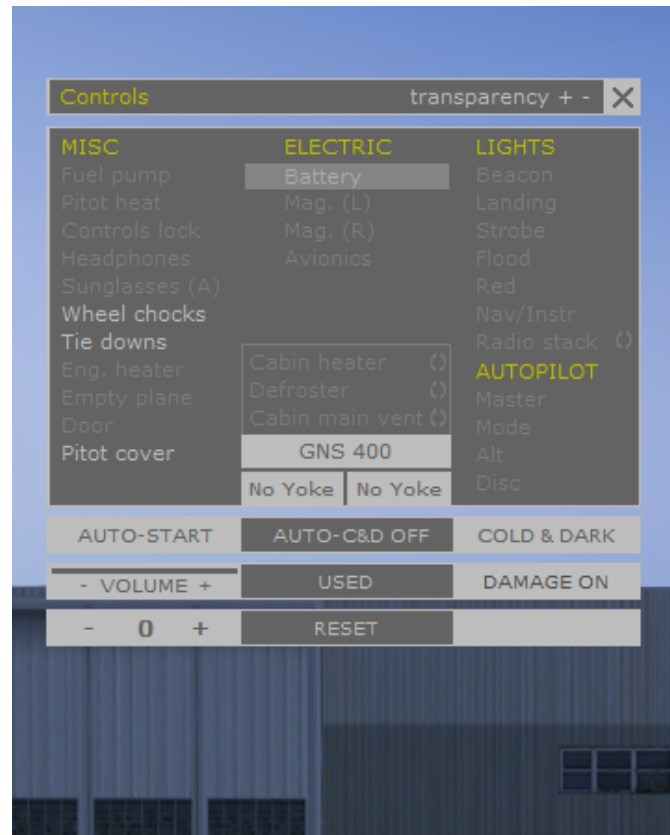 Controls transparency + - X
MISC
Fuel pump
Pitot heat
Controls lock
Headphones
Sunglasses (A)
Wheel chocks
Tie downs
Eng. heater
Empty plane
Door
Pitot cover
ELECTRIC
Battery
Mag. (L)
Mag. (R)
Avionics
Cabin heater
Defroster
Cabin main vent
GNS 400
No Yoke No Yoke
LIGHTS
Beacon
Landing
Strobe
Flood
Red
Nav/Instr
Radio stack
AUTOPILOT
Master
Mode
Alt
Disc
AUTO-START AUTO-C&D OFF COLD & DARK
- VOLUME + USED DAMAGE ON
- 0 + RESET